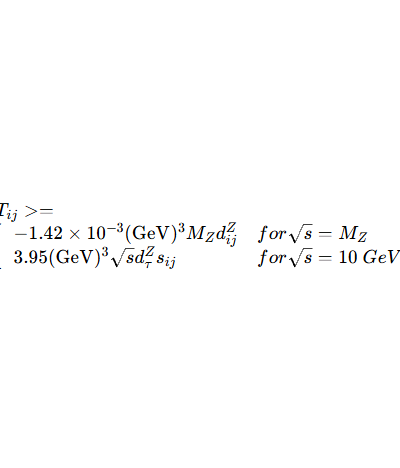 T_{ij} >=
−1.42 × 10^{−3}(GeV)^3 M_Z d^Z_{ij} for √s = M_Z
3.95(GeV)^3 √s d^Z_τ s_{ij} for √s = 10 GeV